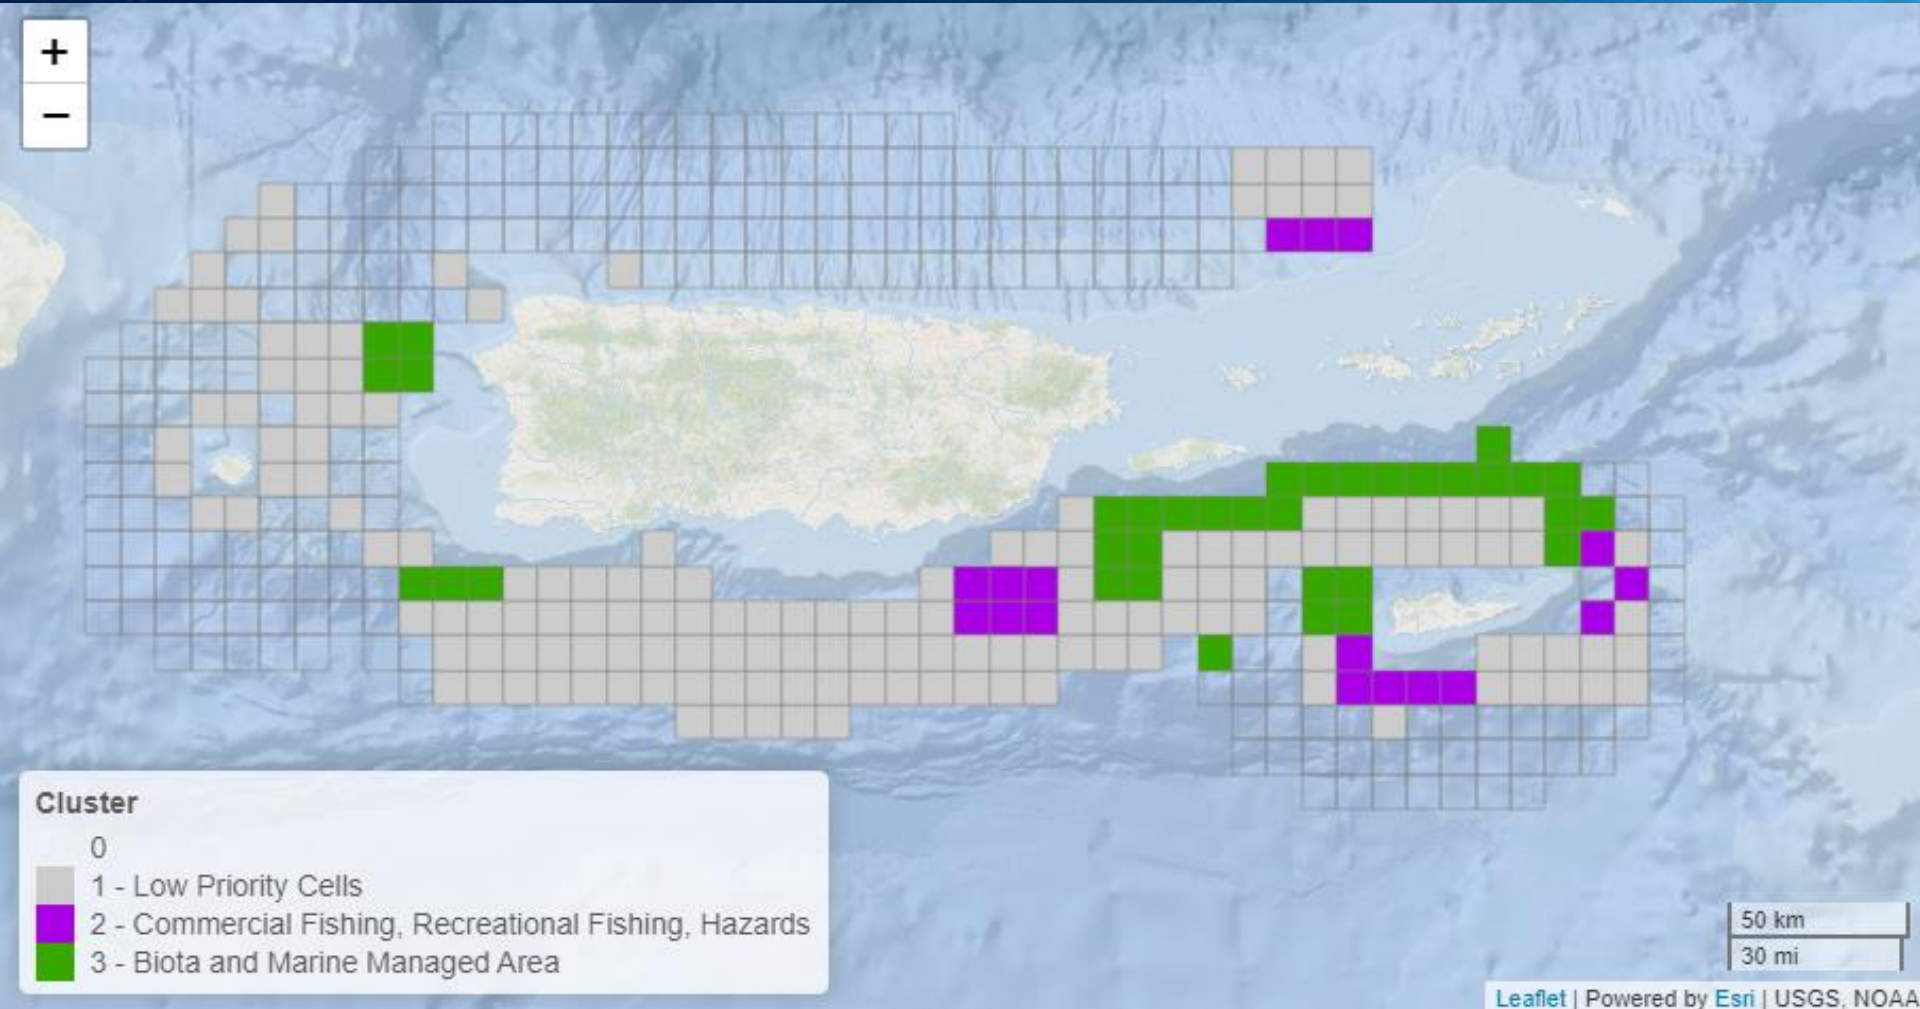 +
−
Cluster
0
1 - Low Priority Cells
2 - Commercial Fishing, Recreational Fishing, Hazards
3 - Biota and Marine Managed Area
50 km
30 mi
Leaflet | Powered by Esri | USGS, NOAA